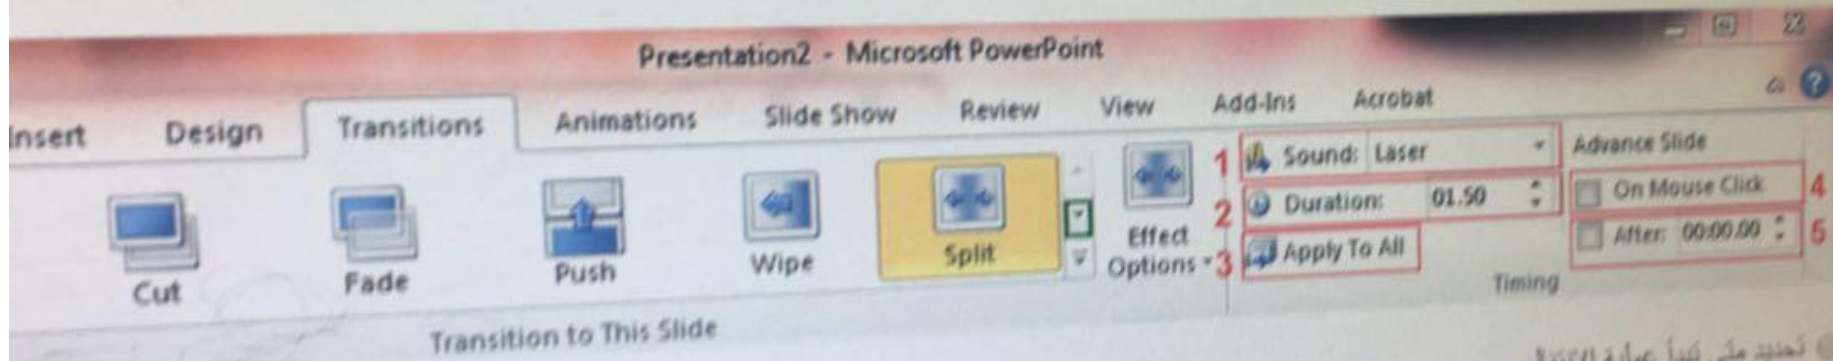 Presentation2 - Microsoft PowerPoint
Insert Design Transitions Animations Slide Show Review View Add-Ins Acrobat
1 Sound: Laser Advance Slide
2 Duration: 01.50 On Mouse Click 4
3 Apply To All After: 00:00.00 5
Cut Fade Push Wipe Split Effect Options
Transition to This Slide Timing